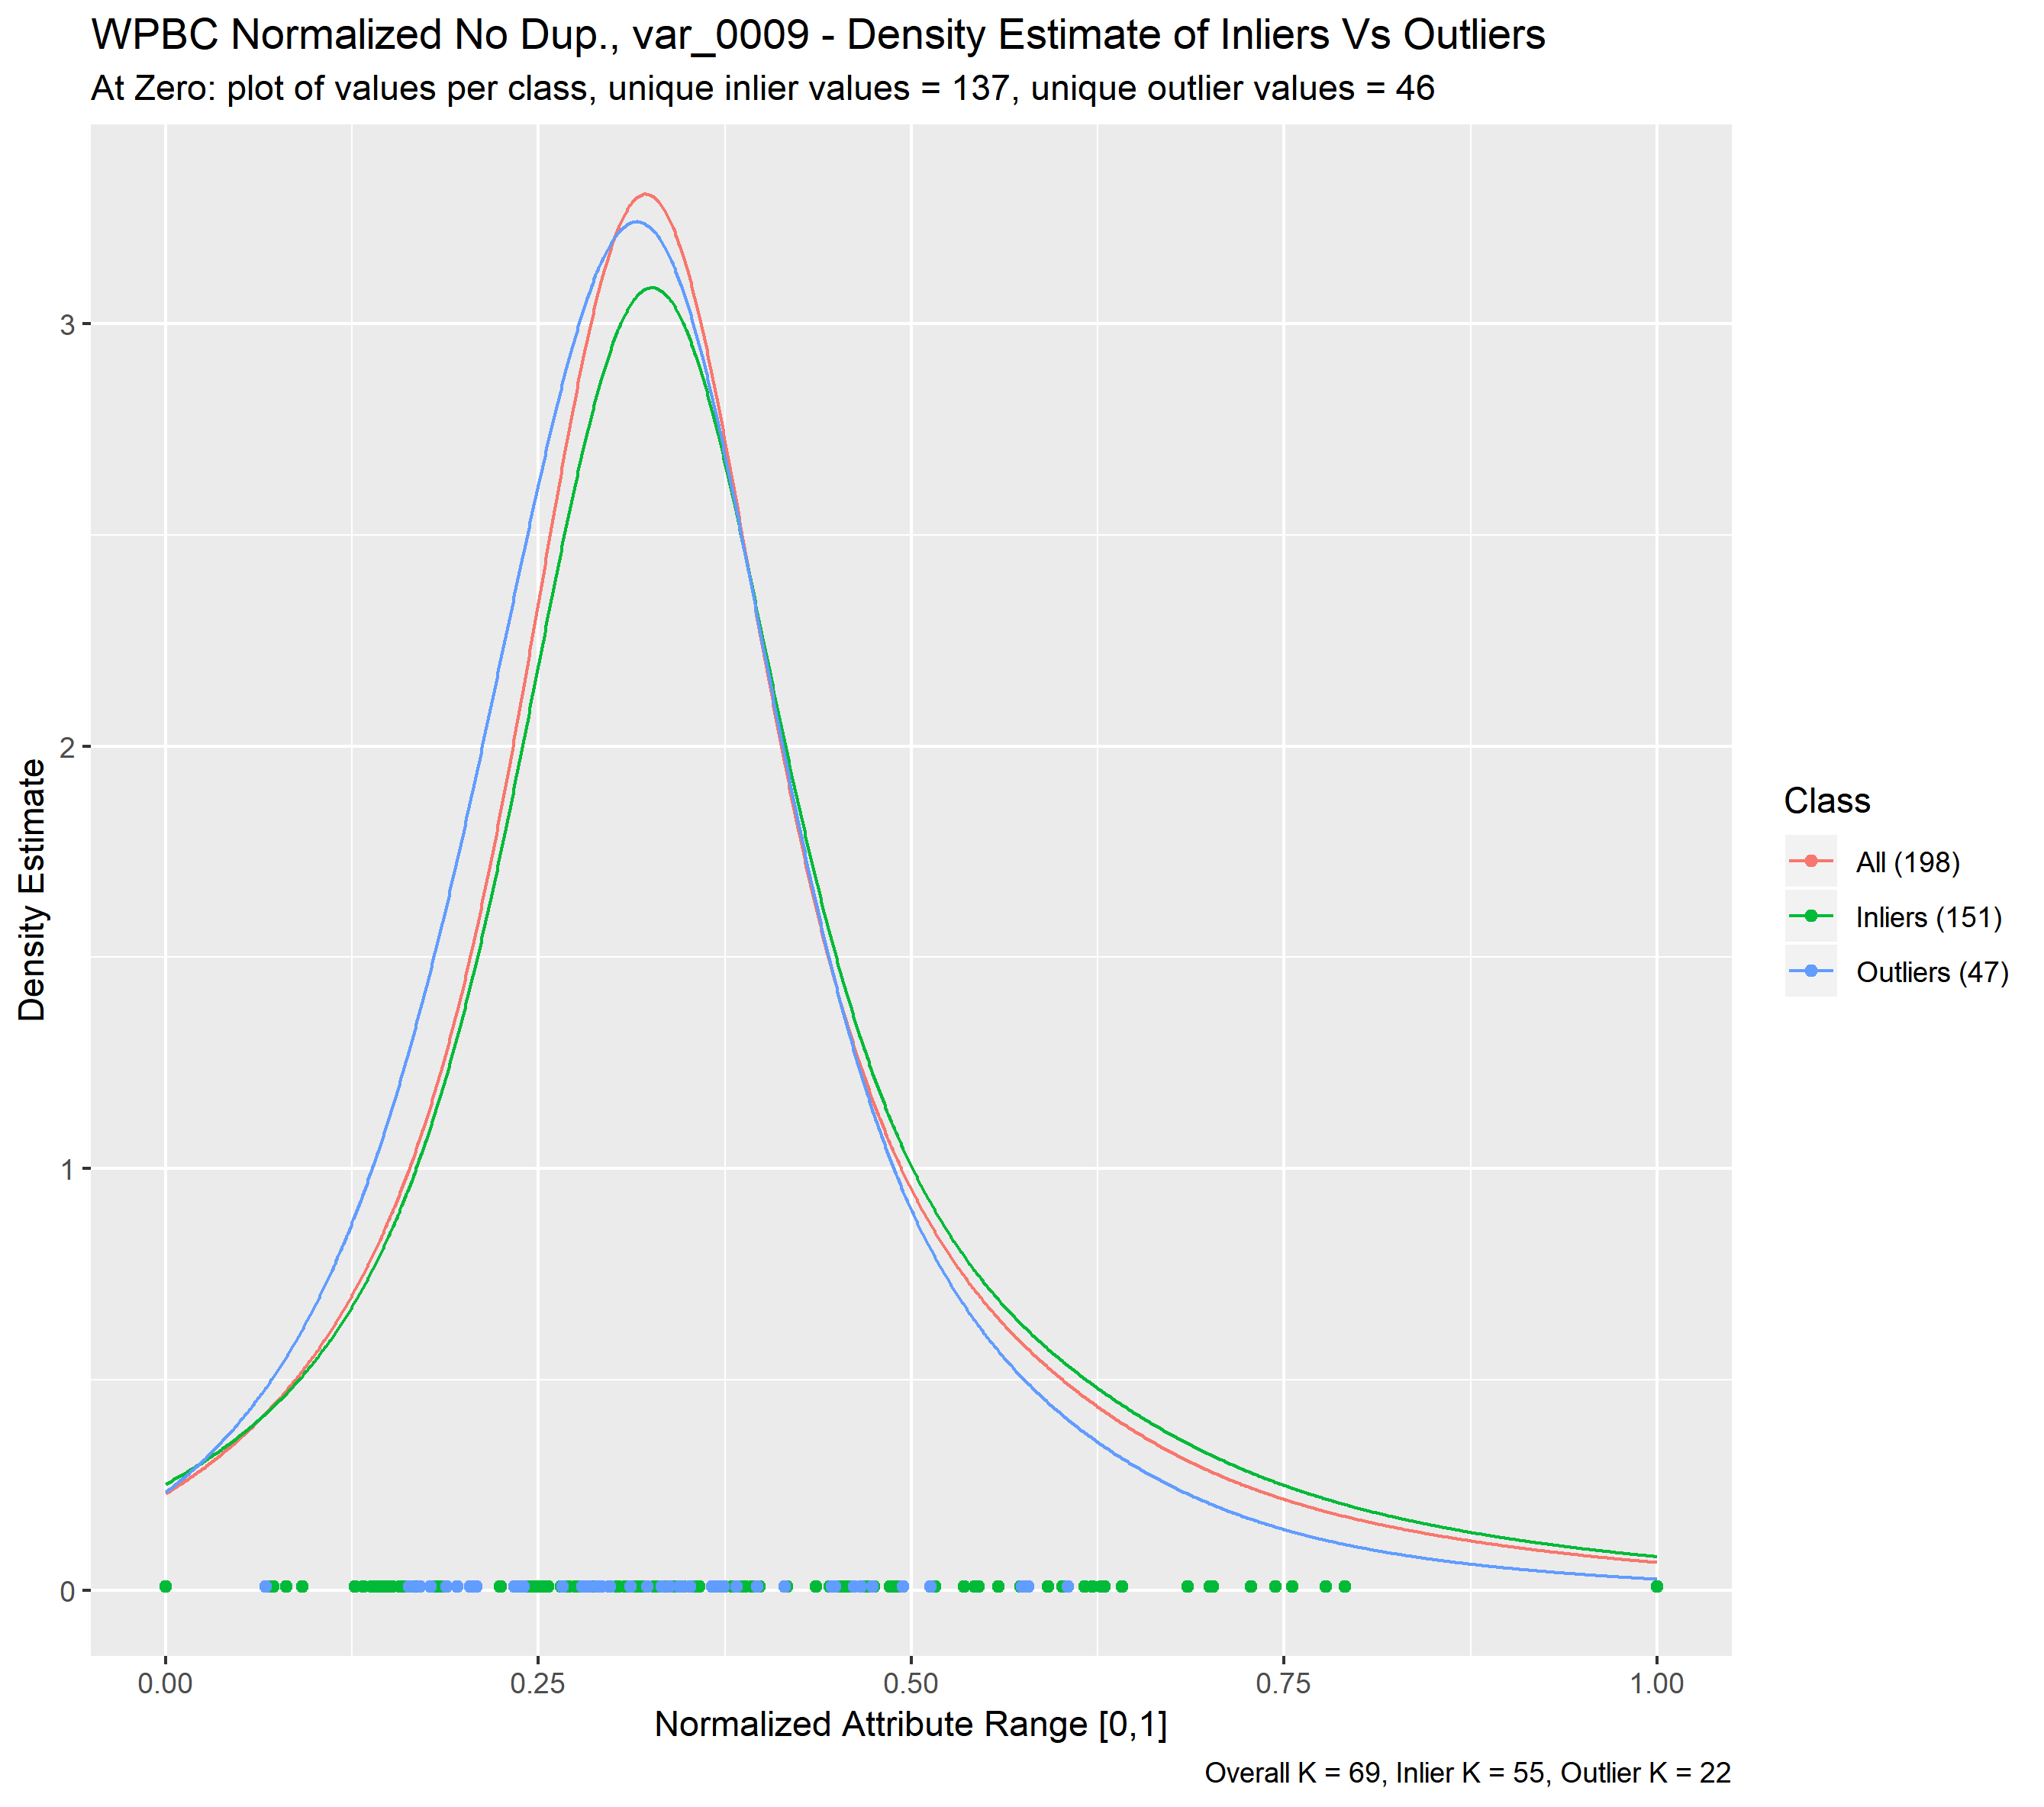 WPBC Normalized No Dup., var_0009 - Density Estimate of Inliers Vs Outliers
At Zero: plot of values per class, unique inlier values = 137, unique outlier values = 46
Density Estimate
3
2
1
0
0.00 0.25 0.50 0.75 1.00
Normalized Attribute Range [0,1]
Class
All (198)
Inliers (151)
Outliers (47)
Overall K = 69, Inlier K = 55, Outlier K = 22